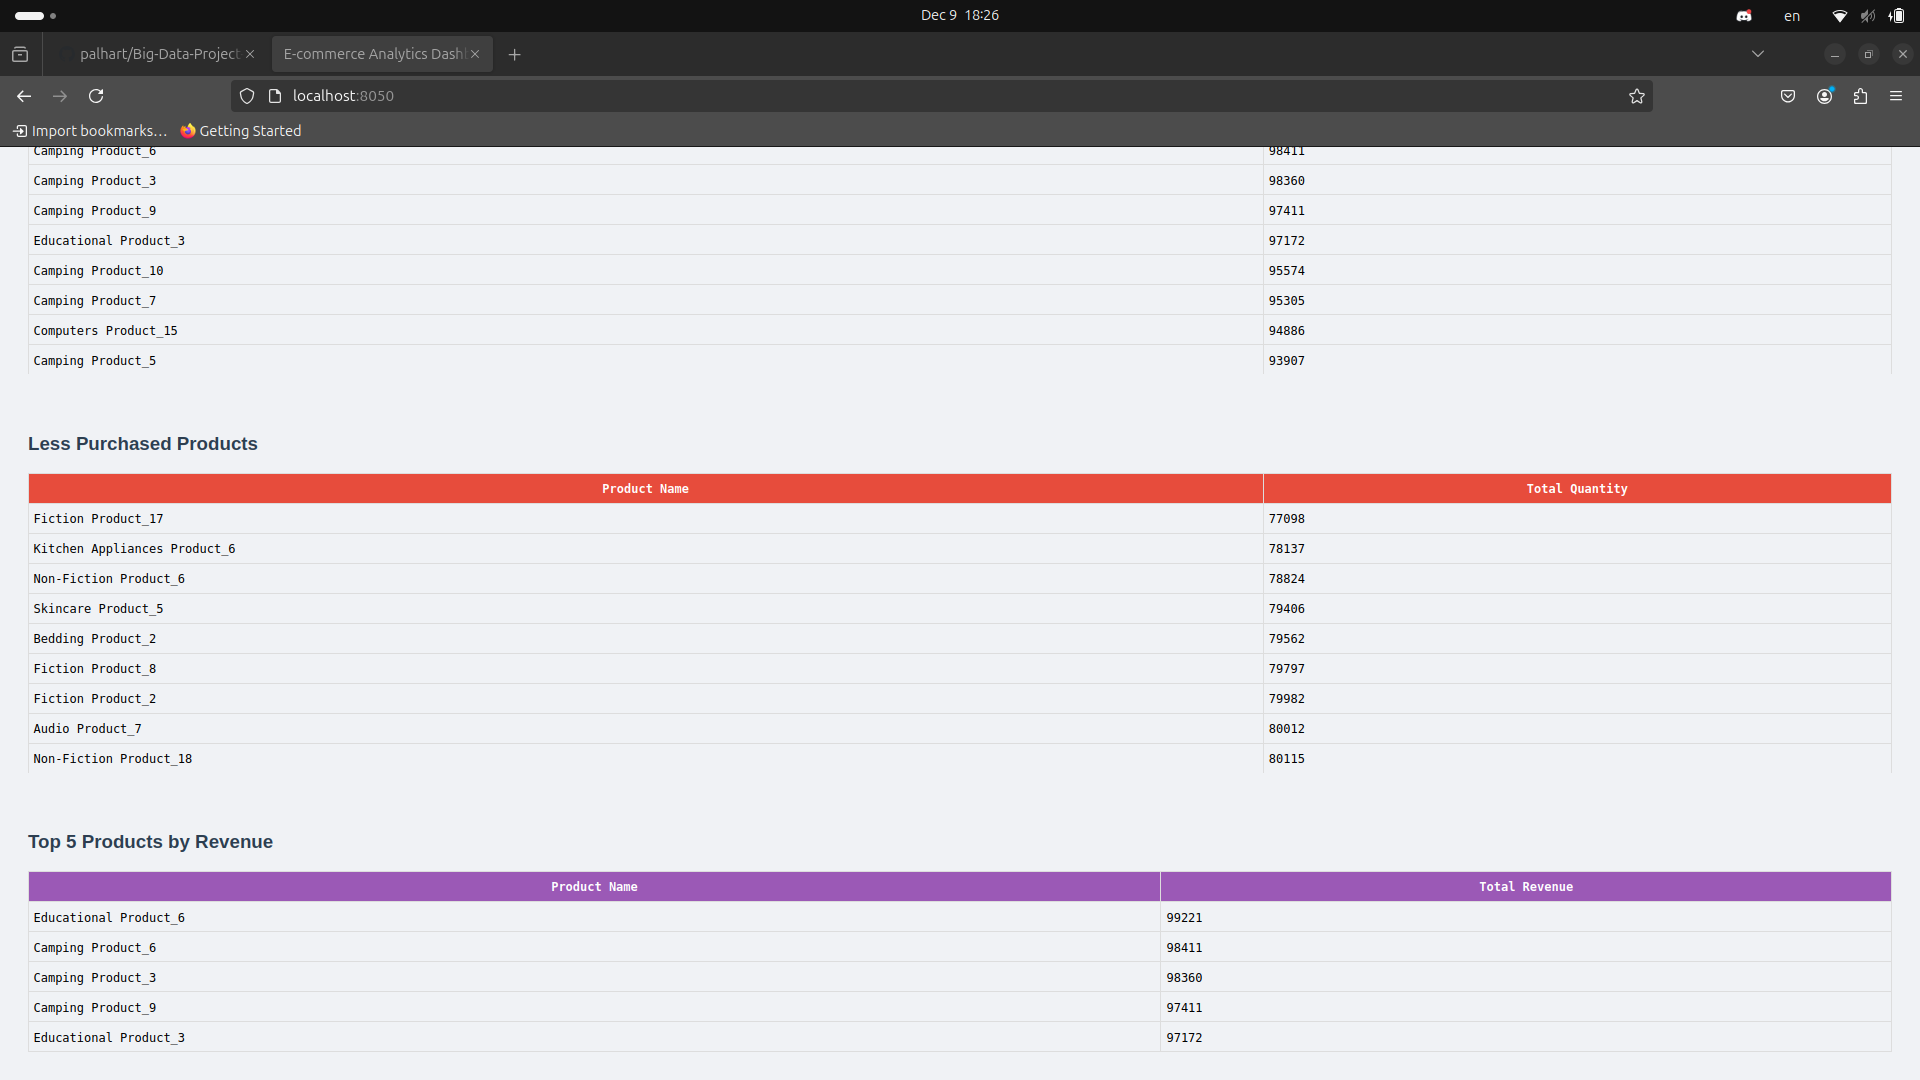 Dec 9 18:26
en
palhart/Big-Data-Project
E-commerce Analytics Dash
localhost:8050
Import bookmarks…
Getting Started
Camping Product_6 98411
Camping Product_3 98360
Camping Product_9 97411
Educational Product_3 97172
Camping Product_10 95574
Camping Product_7 95305
Computers Product_15 94886
Camping Product_5 93907
Less Purchased Products
Product Name Total Quantity
Fiction Product_17 77098
Kitchen Appliances Product_6 78137
Non-Fiction Product_6 78824
Skincare Product_5 79406
Bedding Product_2 79562
Fiction Product_8 79797
Fiction Product_2 79982
Audio Product_7 80012
Non-Fiction Product_18 80115
Top 5 Products by Revenue
Product Name Total Revenue
Educational Product_6 99221
Camping Product_6 98411
Camping Product_3 98360
Camping Product_9 97411
Educational Product_3 97172